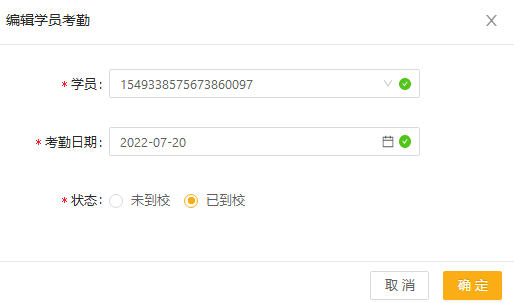 编辑学员考勤
* 学员: 1549338575673860097
* 考勤日期: 2022-07-20
* 状态: 未到校 已到校
取 消 确 定